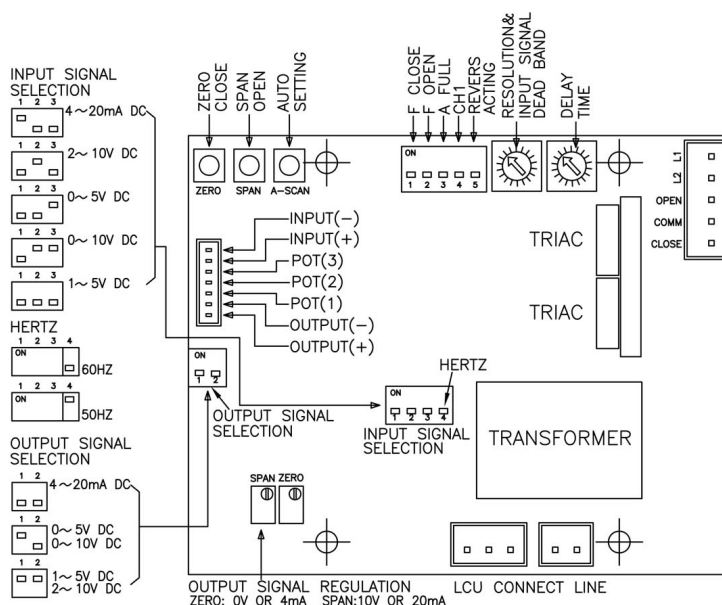 INPUT SIGNAL
SELECTION
1 2 3
4~20mA DC
1 2 3
2~ 10V DC
1 2 3
0~ 5V DC
1 2 3
0~ 10V DC
1 2 3
1~ 5V DC
HERTZ
1 2 3 4
ON
60HZ
1 2 3 4
ON
50HZ
OUTPUT SIGNAL
SELECTION
1 2
4~20mA DC
1 2
0~ 5V DC
0~ 10V DC
1 2
1~ 5V DC
2~ 10V DC
ZERO
CLOSE
SPAN
OPEN
AUTO
SETTING
F CLOSE
F OPEN
A FULL
CH1
REVERS
ACTING
RESOLUTION&
INPUT SIGNAL
DEAD BAND
DELAY
TIME
ZERO
SPAN
A-SCAN
ON
1 2 3 4 5
L1
L2
OPEN
COMM
CLOSE
INPUT(-)
INPUT(+)
POT(3)
POT(2)
POT(1)
OUTPUT(-)
OUTPUT(+)
TRIAC
TRIAC
ON
1 2
OUTPUT SIGNAL
SELECTION
HERTZ
ON
1 2 3 4
INPUT SIGNAL
SELECTION
TRANSFORMER
SPAN ZERO
OUTPUT SIGNAL REGULATION
ZERO: 0V OR 4mA SPAN:10V OR 20mA
LCU CONNECT LINE